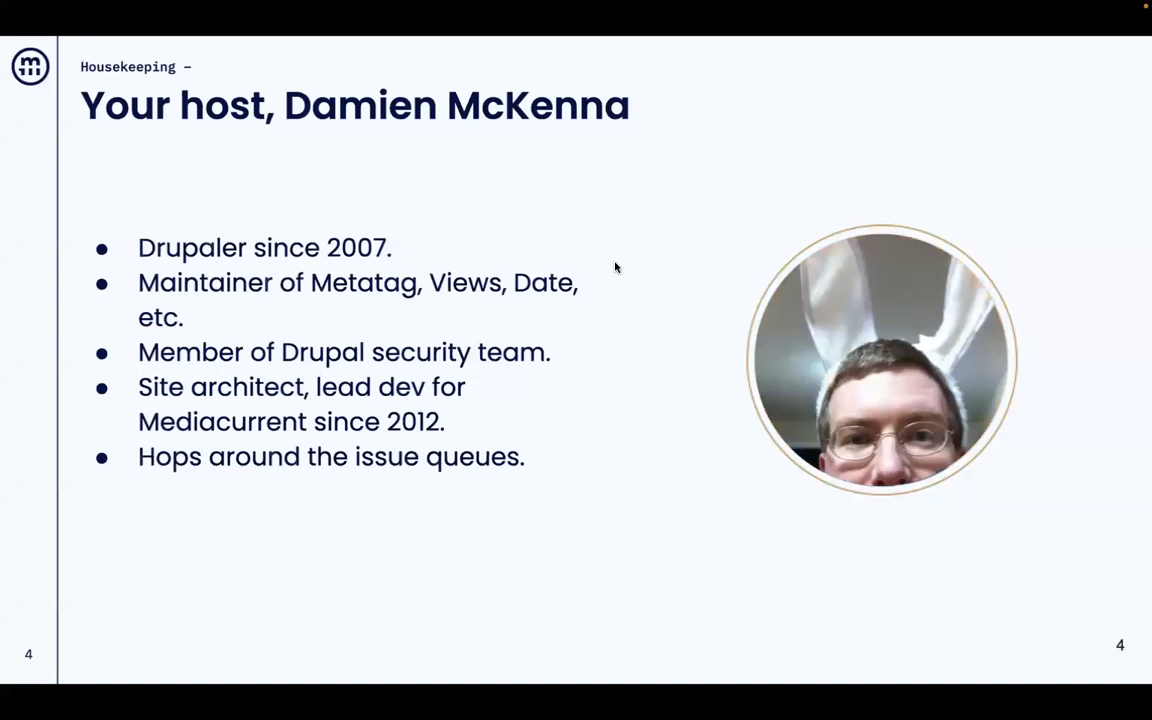 Housekeeping –
Your host, Damien McKenna
● Drupaler since 2007.
● Maintainer of Metatag, Views, Date,
etc.
● Member of Drupal security team.
● Site architect, lead dev for
Mediacurrent since 2012.
● Hops around the issue queues.
4
4